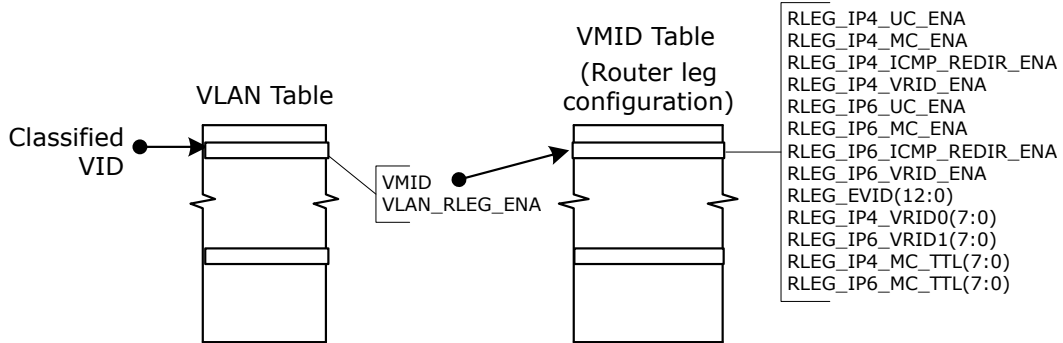 Classified
VID
VLAN Table
VMID
VLAN_RLEG_ENA
VMID Table
(Router leg
configuration)
RLEG_IP4_UC_ENA
RLEG_IP4_MC_ENA
RLEG_IP4_ICMP_REDIR_ENA
RLEG_IP4_VRID_ENA
RLEG_IP6_UC_ENA
RLEG_IP6_MC_ENA
RLEG_IP6_ICMP_REDIR_ENA
RLEG_IP6_VRID_ENA
RLEG_EVID(12:0)
RLEG_IP4_VRID0(7:0)
RLEG_IP6_VRID1(7:0)
RLEG_IP4_MC_TTL(7:0)
RLEG_IP6_MC_TTL(7:0)